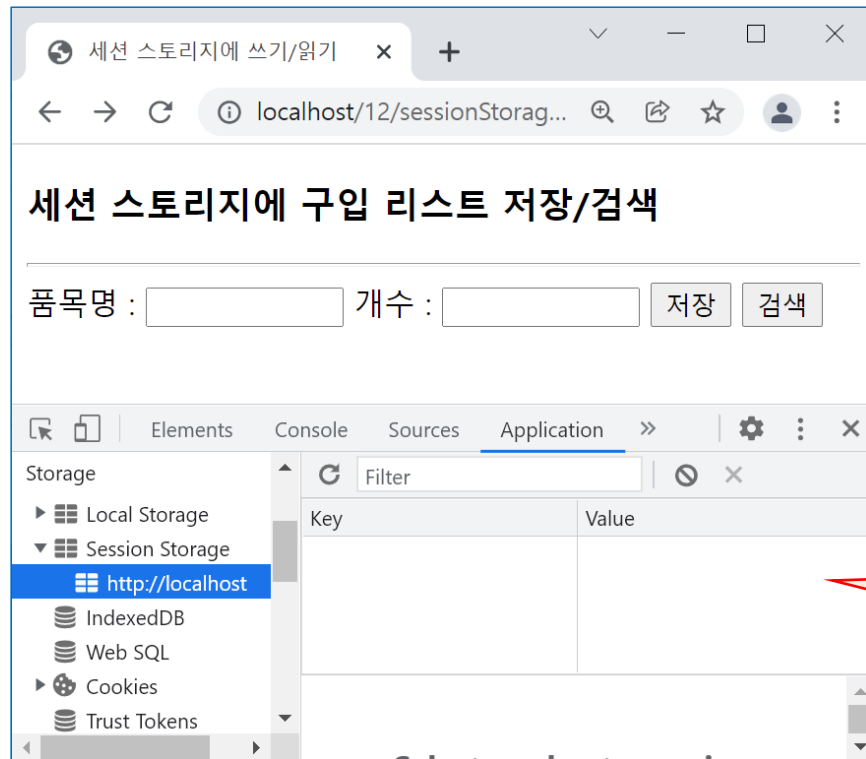 세션 스토리지에 쓰기/읽기
localhost/12/sessionStorag...
세션 스토리지에 구입 리스트 저장/검색
품목명 : 개수 : 저장 검색
Elements Console Sources Application
Storage
Filter
Key Value
Local Storage
Session Storage
http://localhost
IndexedDB
Web SQL
Cookies
Trust Tokens